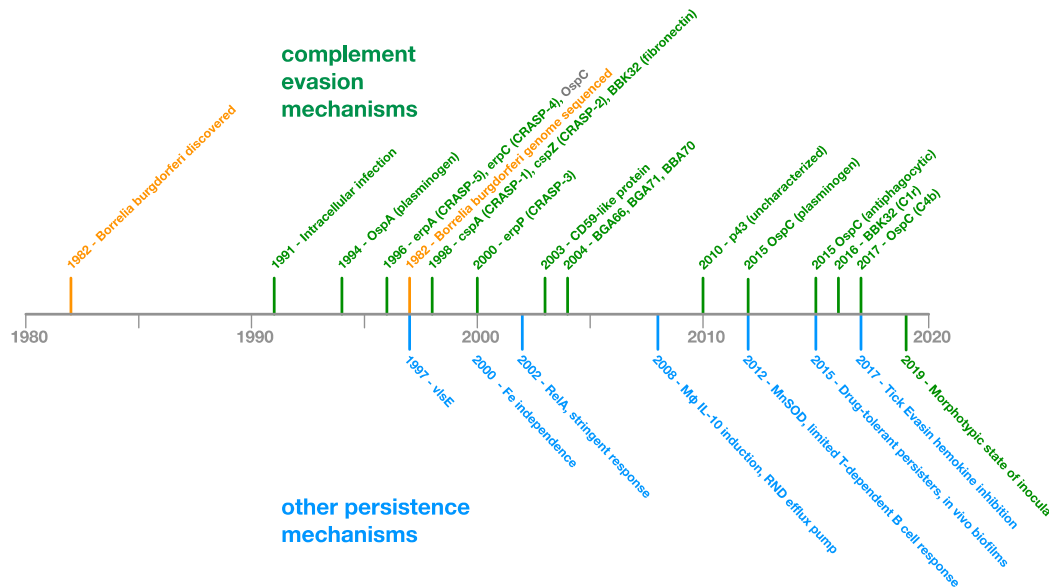 complement
evasion
mechanisms
1982 - Borrelia burgdorferi discovered
1991 - Intracellular infection
1994 - OspA (plasminogen)
1996 - erpA (CRASP-5), erpC (CRASP-4), OspC
1982 - Borrelia burgdorferi genome sequenced
1998 - cspA (CRASP-1), cspZ (CRASP-2), BBK32 (fibronectin)
2000 - erpP (CRASP-3)
2003 - CD59-like protein
2004 - BGA66, BGA71, BBA70
2010 - p43 (uncharacterized)
2015 OspC (plasminogen)
2015 OspC (antiphagocytic)
2016 - BBK32 (C1r)
2017 - OspC (C4b)
1980
1990
2000
2010
2020
1997 - vlsE
2000 - Fe independence
2002 - RelA, stringent response
2008 - Mϕ IL-10 induction, RND efflux pump
2012 - MnSOD, limited T-dependent B cell response
2015 - Drug-tolerant persisters, in vivo biofilms
2017 - Tick Evasin hemokine inhibition
2019 - Morphotypic state of inocula
other persistence
mechanisms